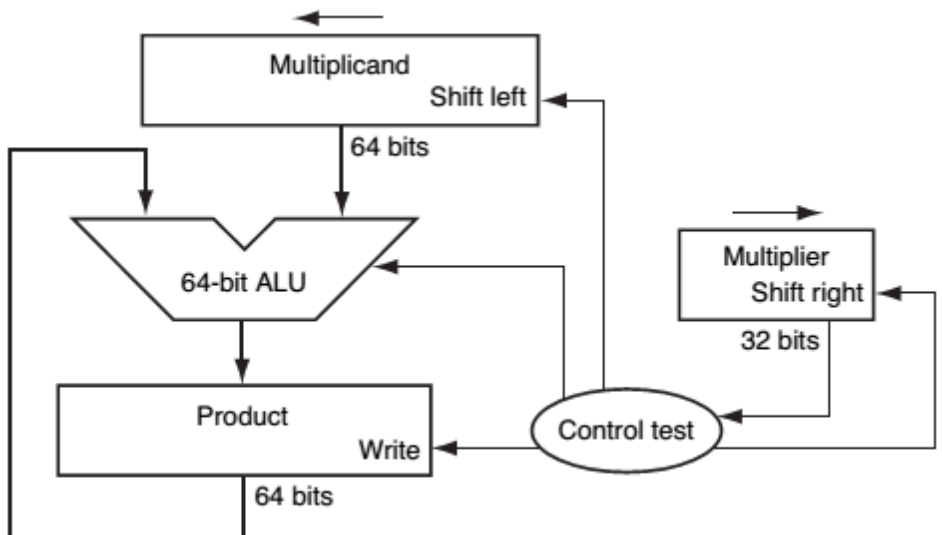 Multiplicand
Shift left
64 bits
64-bit ALU
Multiplier
Shift right
32 bits
Product
Write
Control test
64 bits